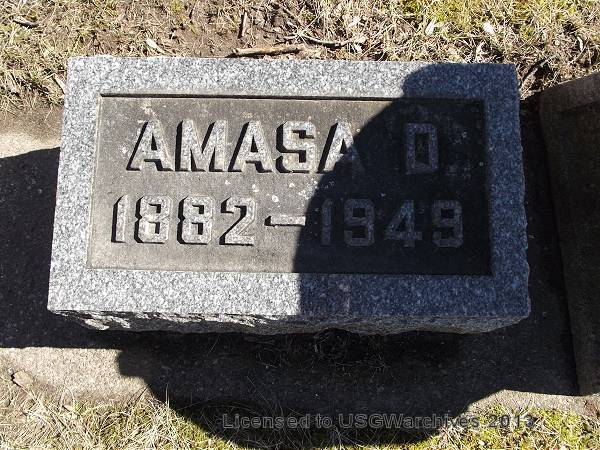 AMASA D.
1882-1949
Licensed to USGWarchives 2013